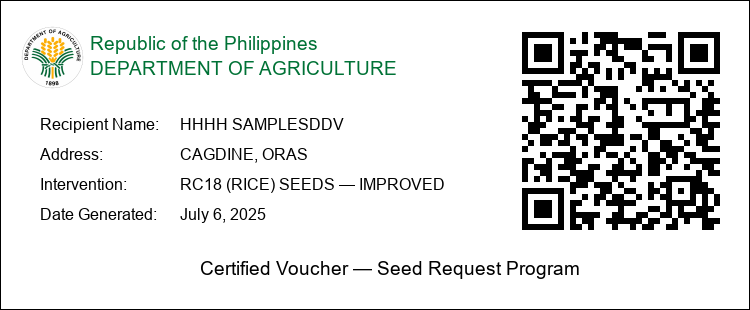 DEPARTMENT OF AGRICULTURE
1898
Republic of the Philippines
DEPARTMENT OF AGRICULTURE
Recipient Name: HHHH SAMPLESDDV
Address: CAGDINE, ORAS
Intervention: RC18 (RICE) SEEDS — IMPROVED
Date Generated: July 6, 2025
Certified Voucher — Seed Request Program